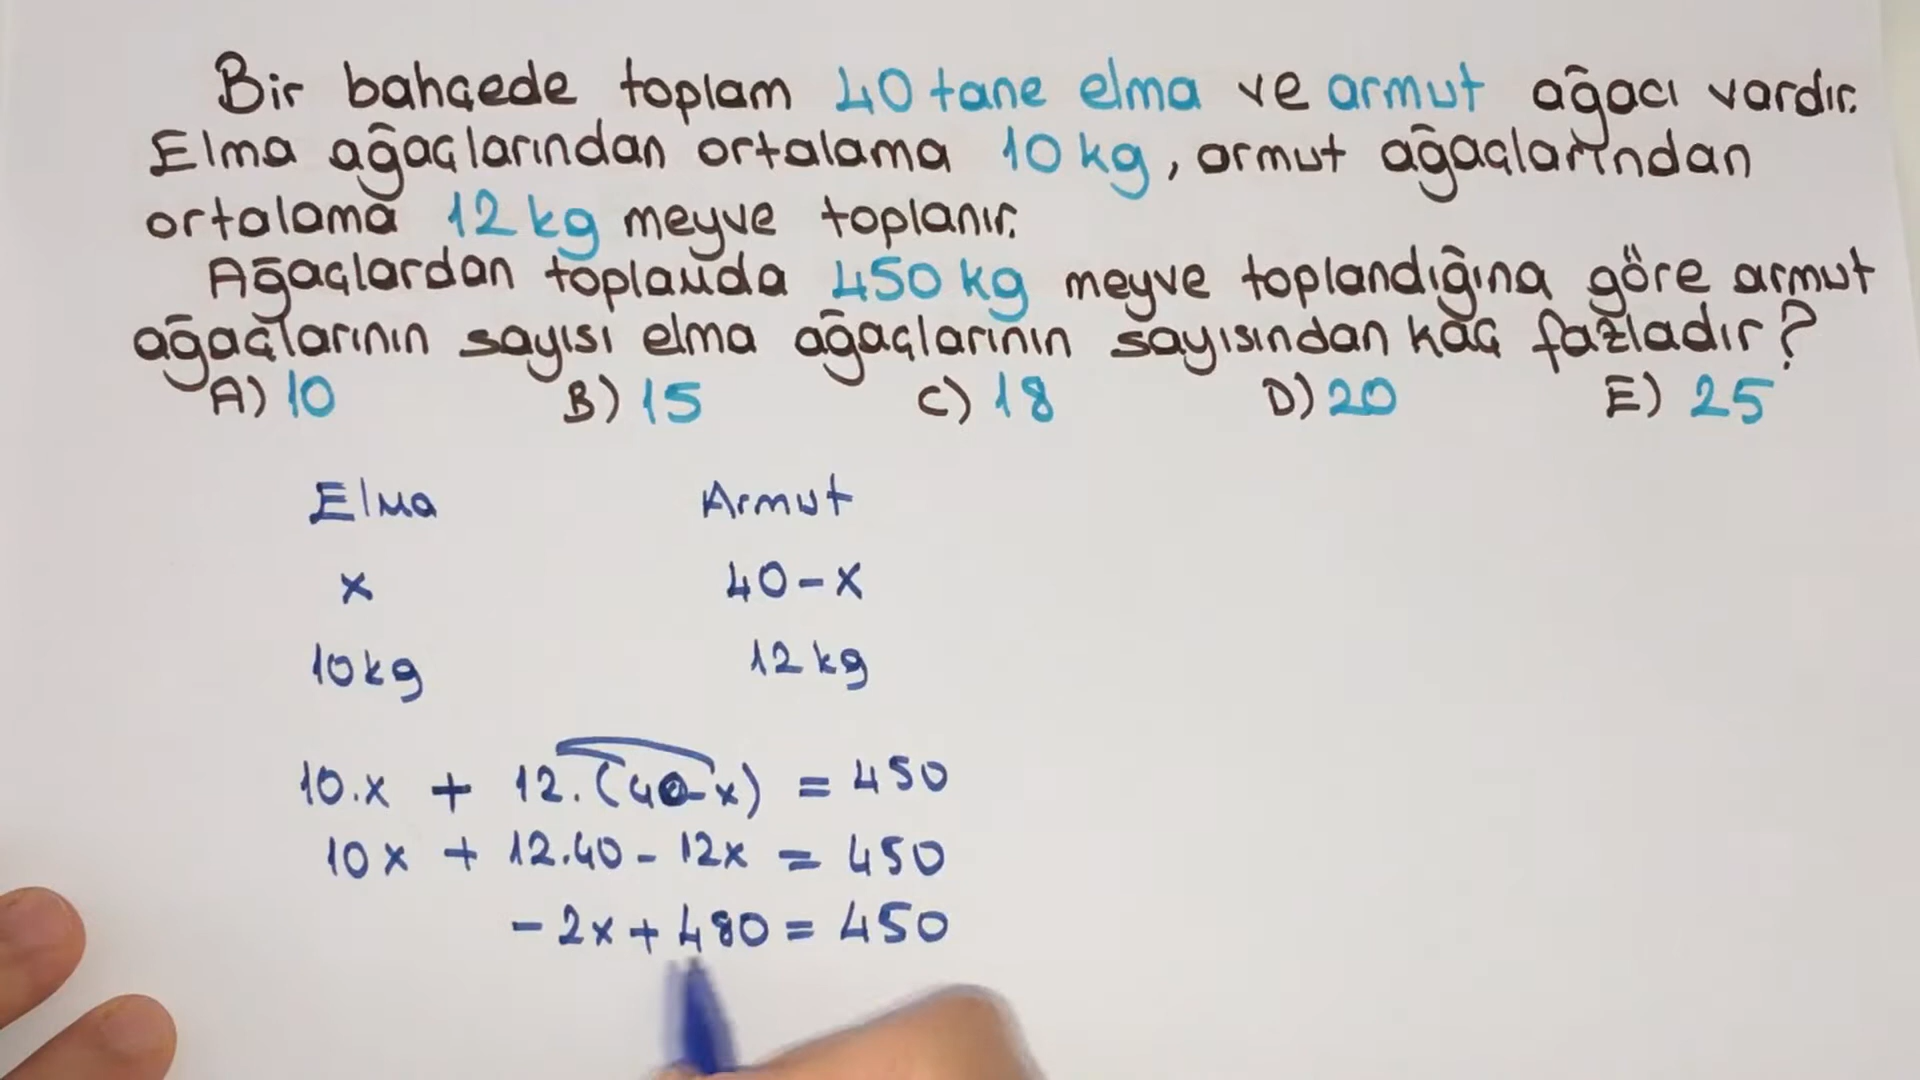 Bir bahçede toplam 40 tane elma ve armut ağacı vardır.
Elma ağaçlarından ortalama 10 kg, armut ağaçlarından
ortalama 12 kg meyve toplanır.
Ağaçlardan toplamda 450 kg meyve toplandığına göre armut
ağaçlarının sayısı elma ağaçlarının sayısından kaç fazladır?
A) 10 B) 15 C) 18 D) 20 E) 25
Elma Armut
x 40-x
10kg 12 kg
10.x + 12.(40-x) = 450
10x + 12.40 - 12x = 450
-2x + 480 = 450